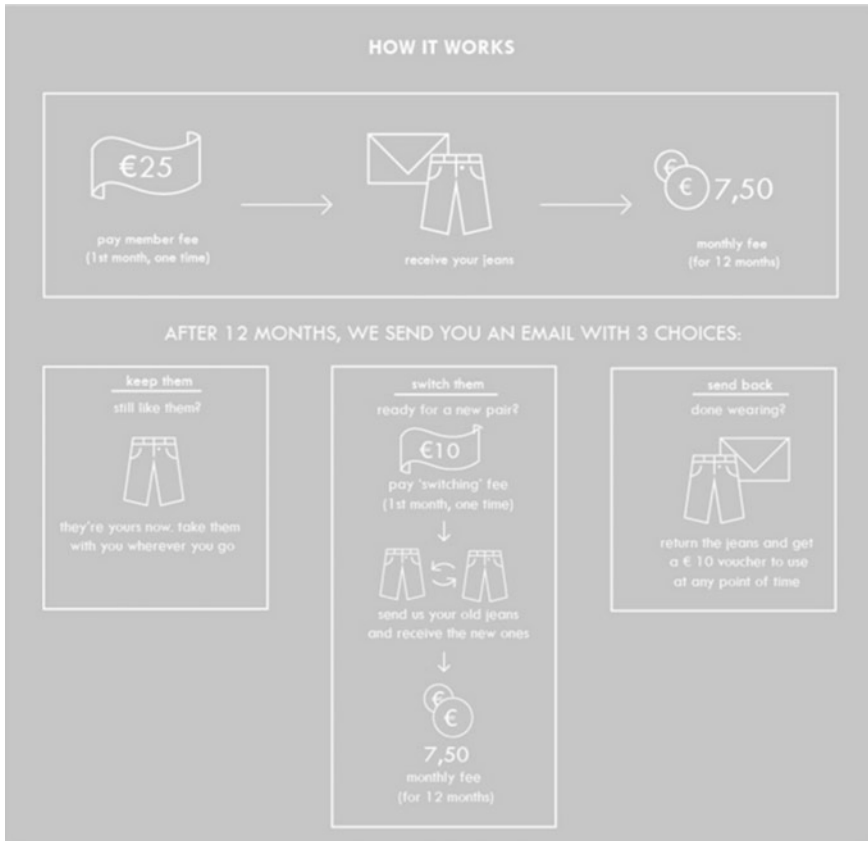 HOW IT WORKS
€25
pay member fee
(1st month, one time)
receive your jeans
€
€ 7,50
monthly fee
(for 12 months)
AFTER 12 MONTHS, WE SEND YOU AN EMAIL WITH 3 CHOICES:
keep them
still like them?
they're yours now. take them
with you wherever you go
switch them
ready for a new pair?
€10
pay 'switching' fee
(1st month, one time)
send us your old jeans
and receive the new ones
€
€
7,50
monthly fee
(for 12 months)
send back
done wearing?
return the jeans and get
a € 10 voucher to use
at any point of time